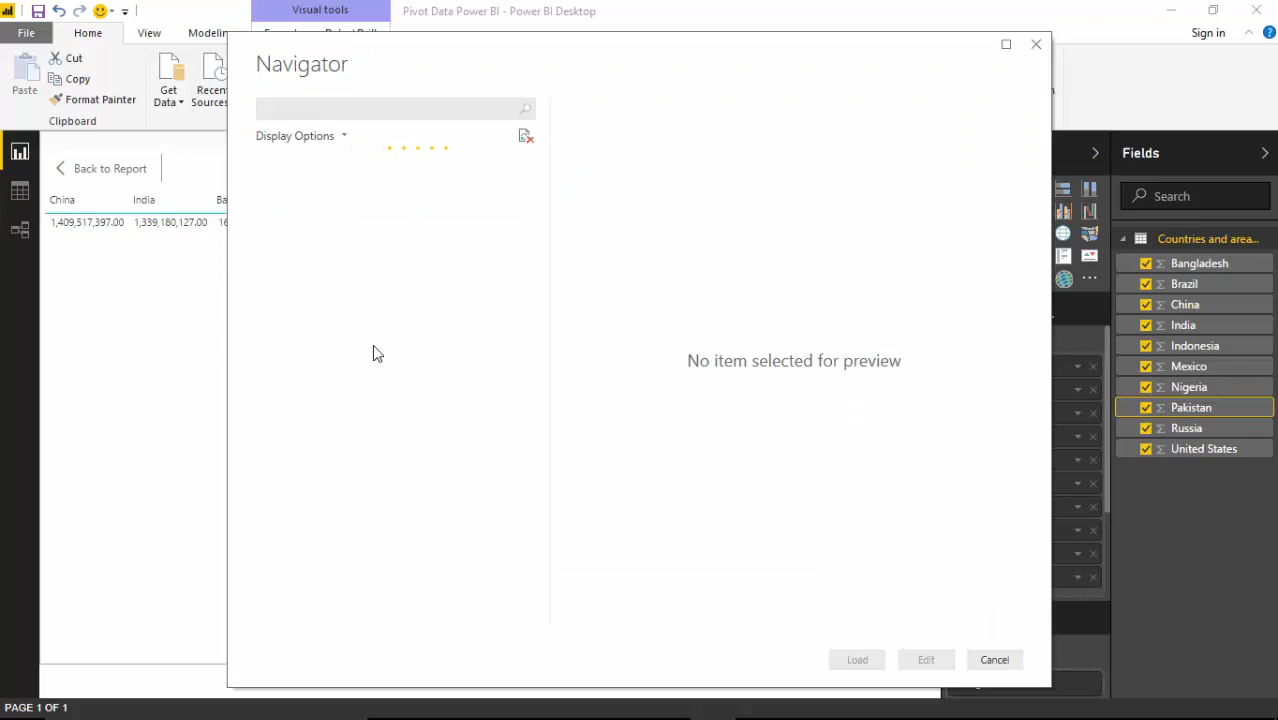 Visual tools
Pivot Data Power BI - Power BI Desktop
File
Home
View
Sign in
Paste
Cut
Copy
Format Painter
Clipboard
Get
Data
Recent
Sources
Navigator
Display Options
No item selected for preview
Load
Edit
Cancel
Back to Report
China
India
1,409,517,397.00
1,339,180,127.00
Fields
Search
Countries and area...
Bangladesh
Brazil
China
India
Indonesia
Mexico
Nigeria
Pakistan
Russia
United States
PAGE 1 OF 1